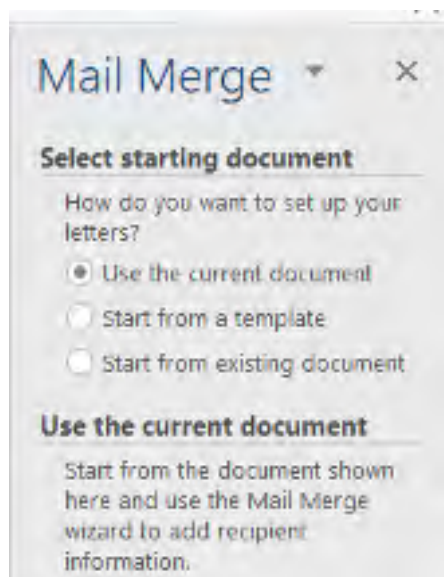 Mail Merge
Select starting document
How do you want to set up your
letters?
Use the current document
Start from a template
Start from existing document
Use the current document
Start from the document shown
here and use the Mail Merge
wizard to add recipient
information.